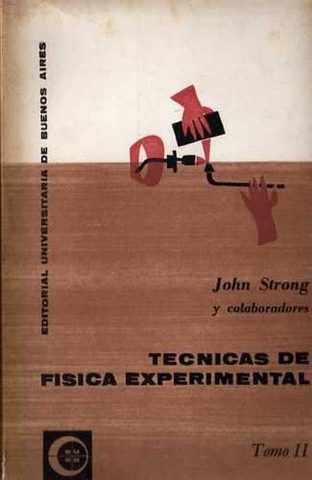 EDITORIAL UNIVERSITARIA DE BUENOS AIRES
John Strong
y colaboradores
TECNICAS DE
FISICA EXPERIMENTAL
Tomo II